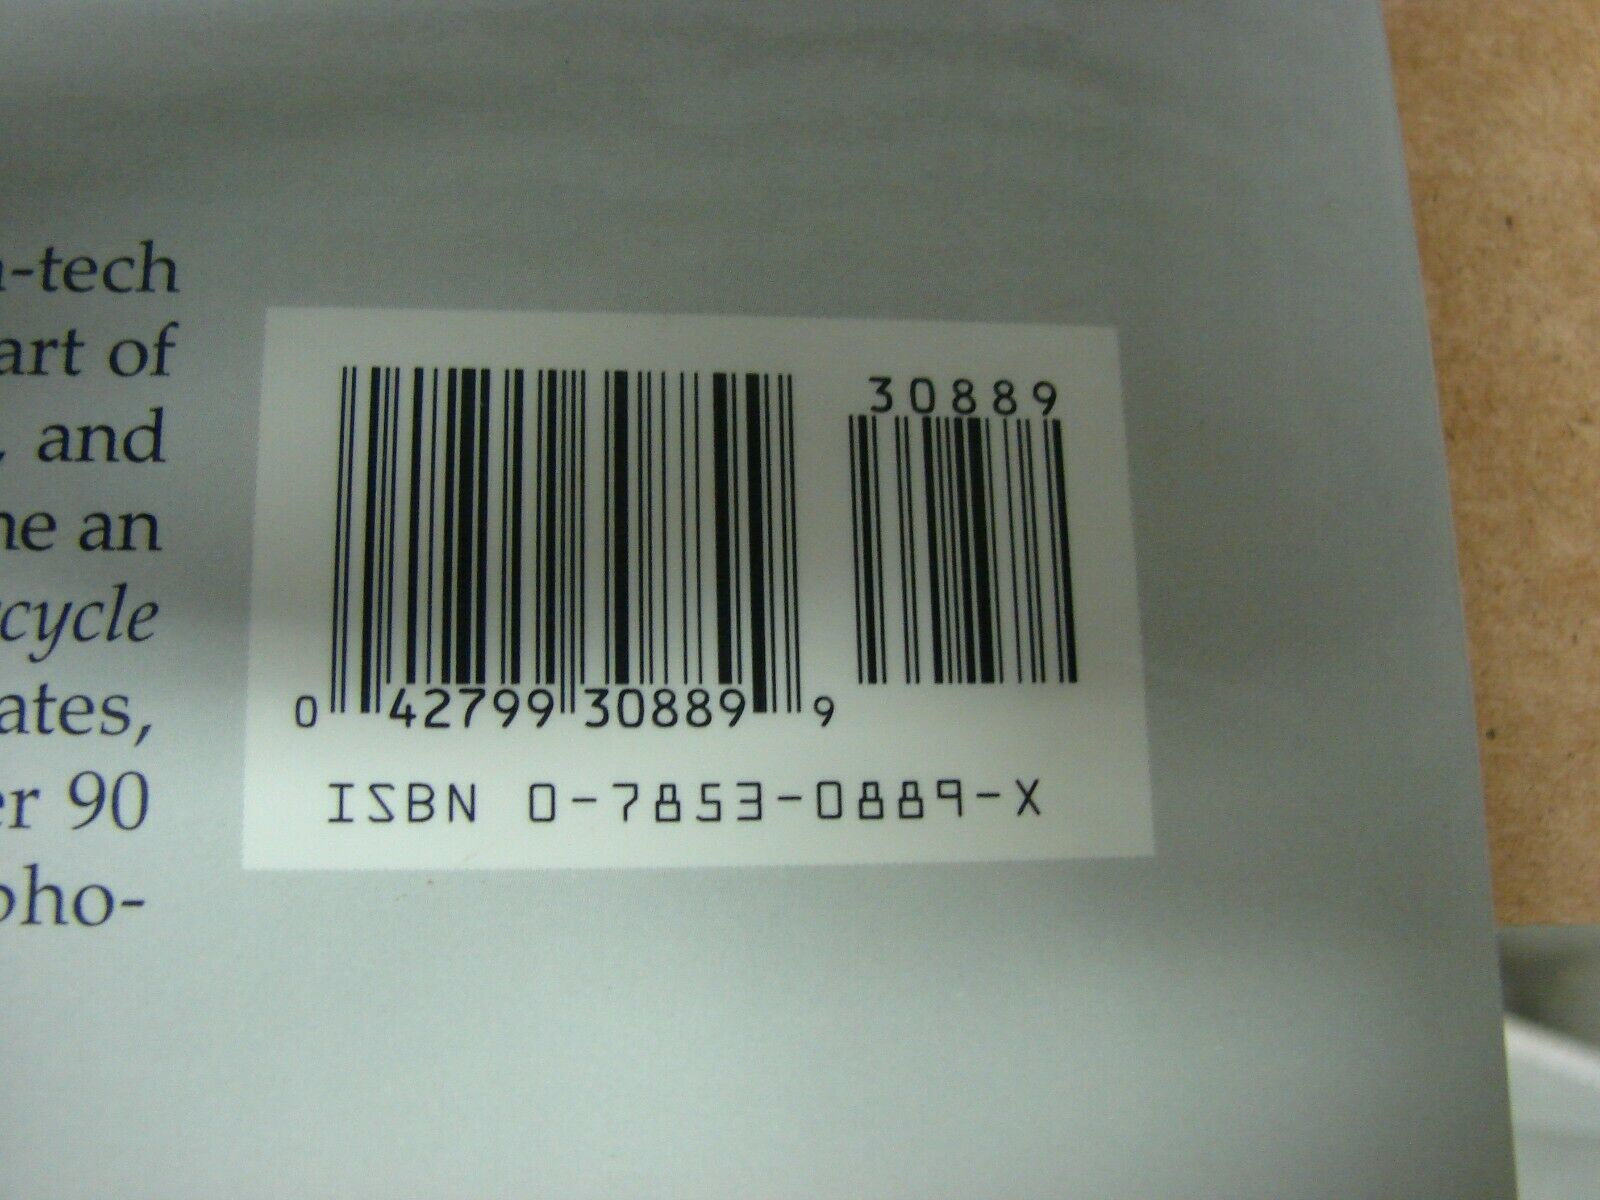 -tech
art of
, and
ne an
cycle
ates,
er 90
pho-
30889
0 42799 30889 9
ISBN 0-7853-0889-X